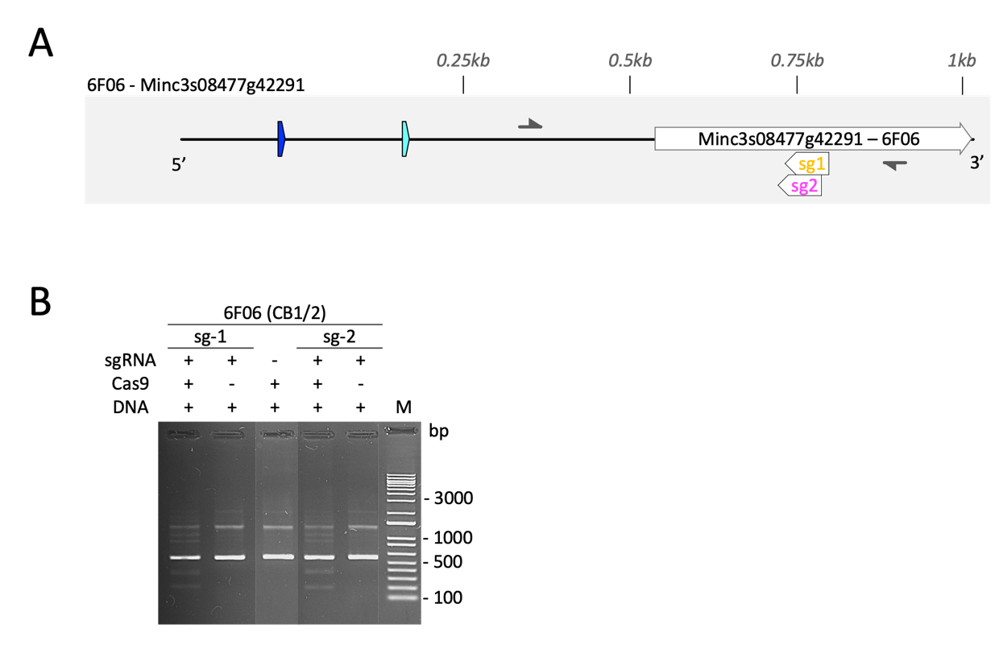 A
0.25kb 0.5kb 0.75kb 1kb
6F06 - Minc3s08477g42291
Minc3s08477g42291 – 6F06
5’ sg1 3’
sg2
B
6F06 (CB1/2)
sg-1 sg-2
sgRNA + + - + +
Cas9 + - + + -
DNA + + + + + M
bp
- 3000
- 1000
- 500
- 100